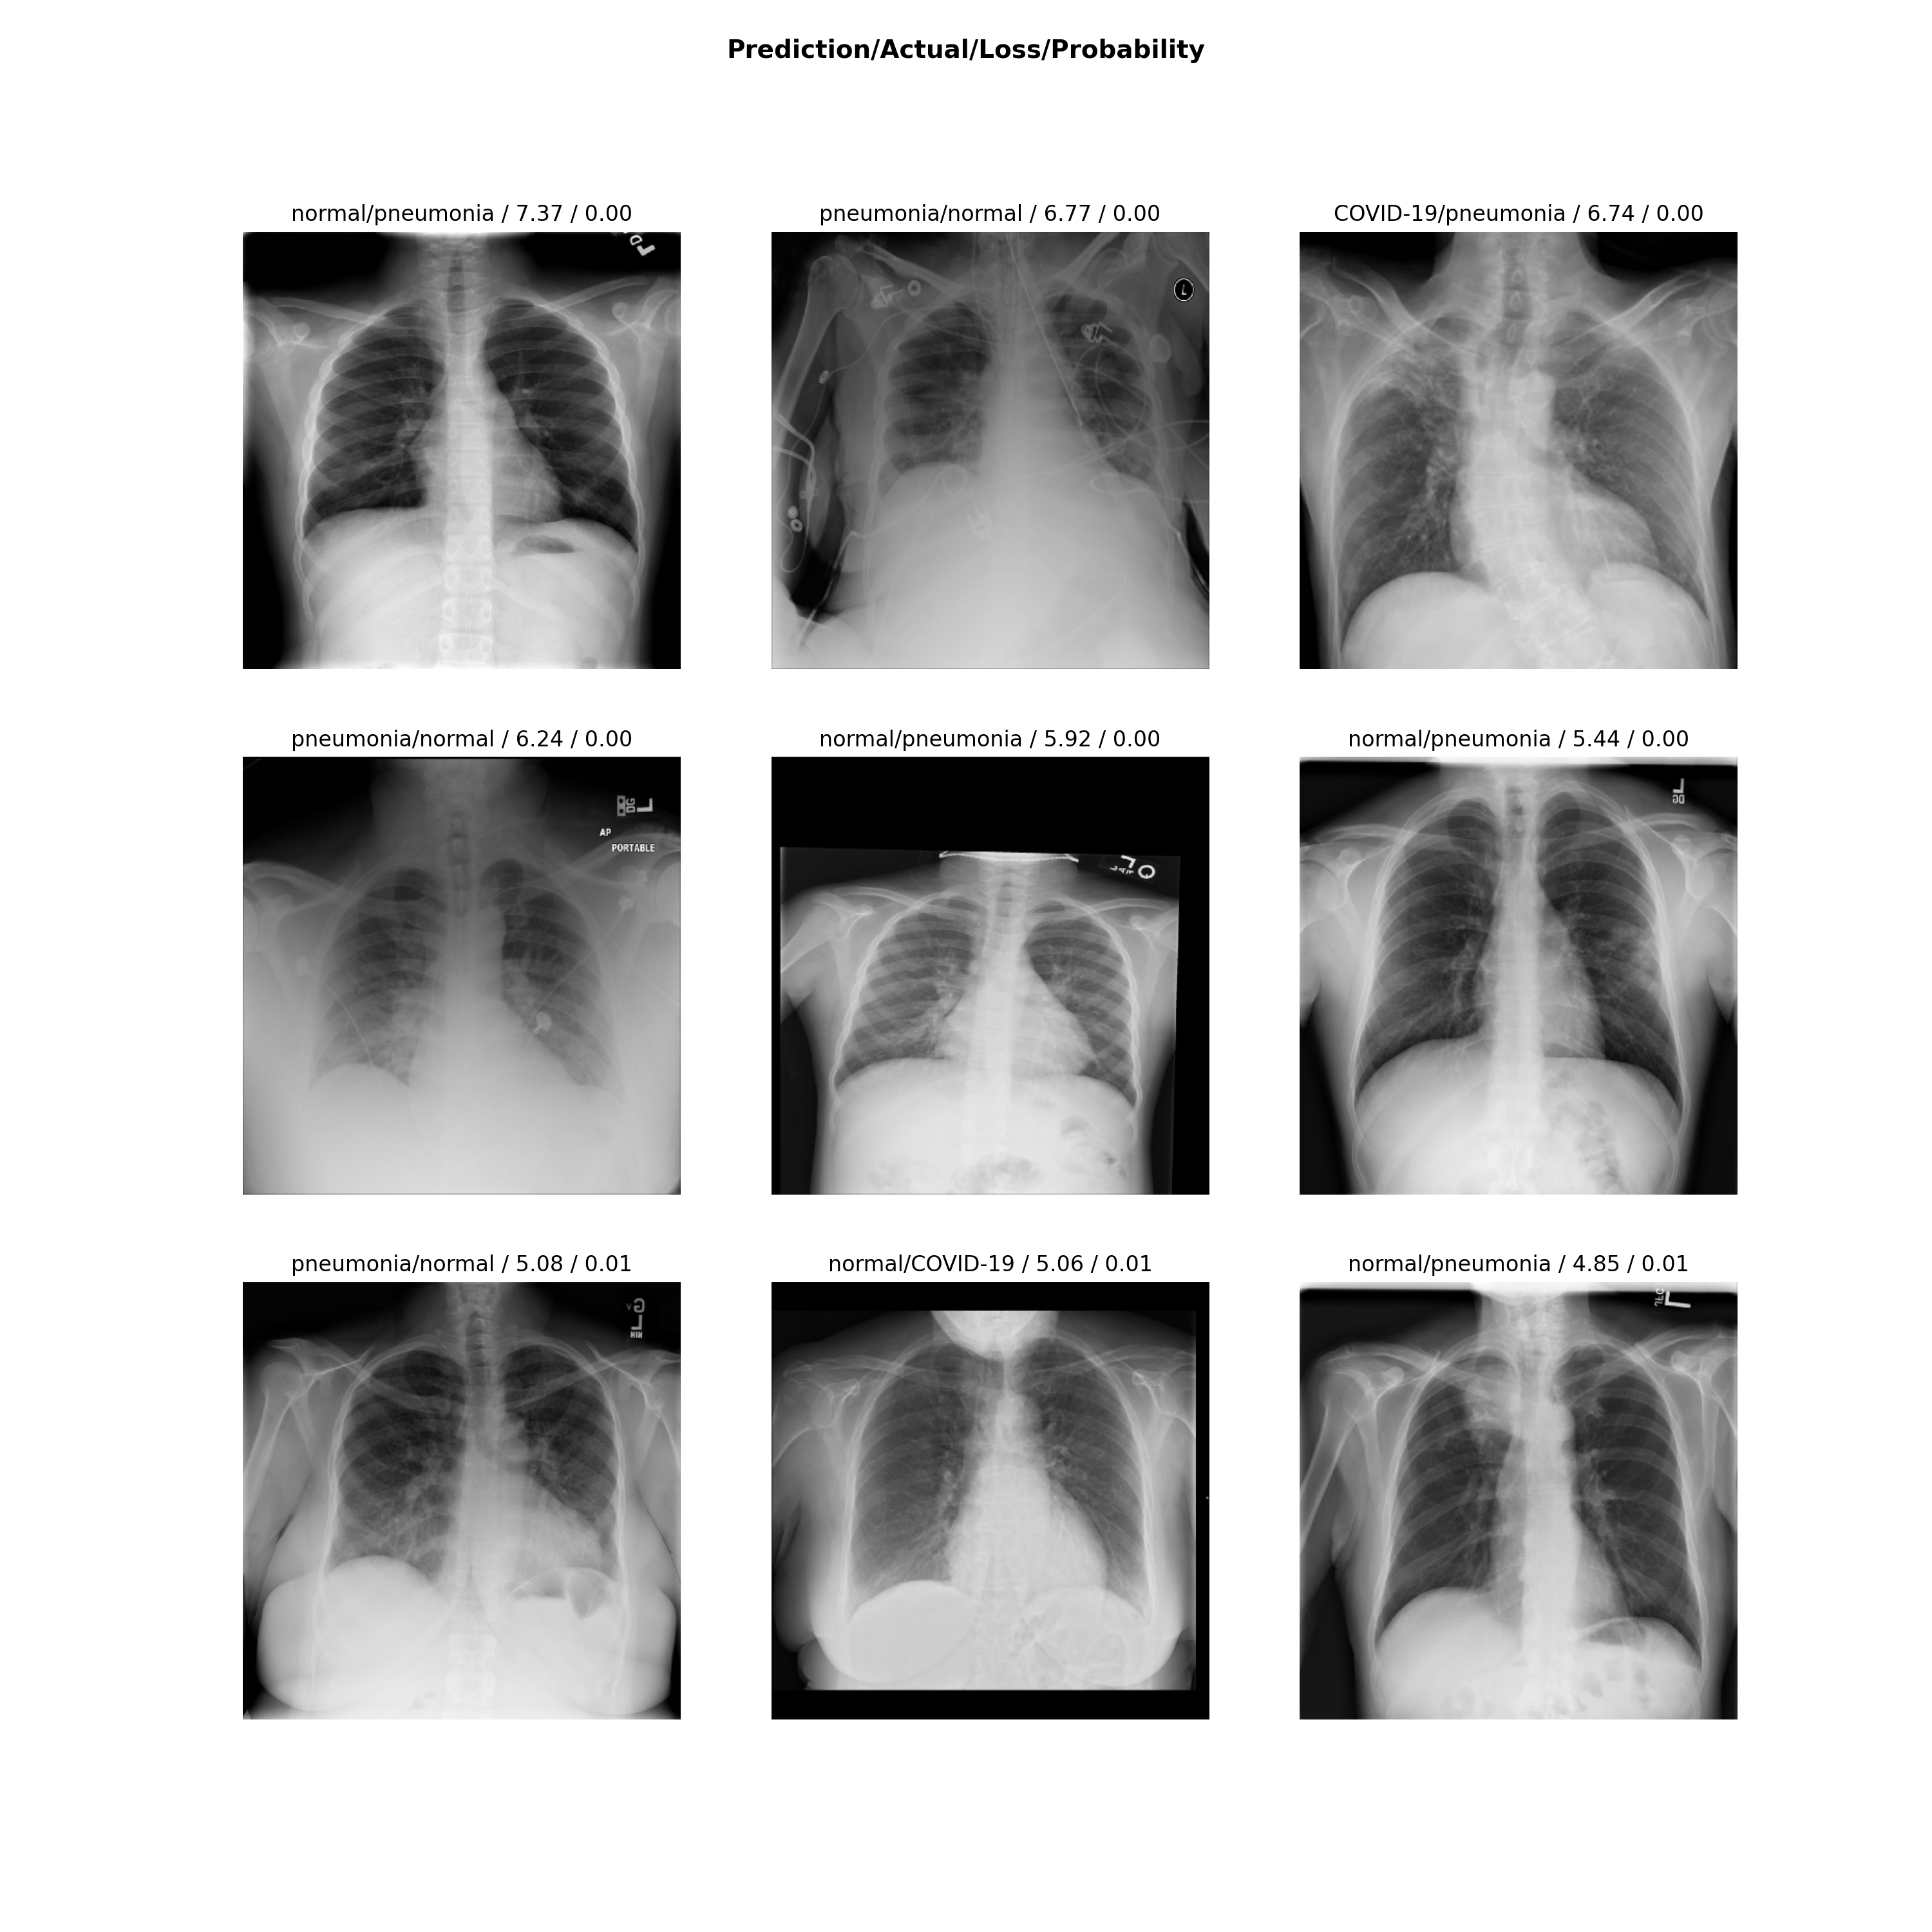 Prediction/Actual/Loss/Probability
normal/pneumonia / 7.37 / 0.00
pneumonia/normal / 6.77 / 0.00
COVID-19/pneumonia / 6.74 / 0.00
L
L
pneumonia/normal / 6.24 / 0.00
normal/pneumonia / 5.92 / 0.00
normal/pneumonia / 5.44 / 0.00
DG
L
AP
PORTABLE
L
pneumonia/normal / 5.08 / 0.01
normal/COVID-19 / 5.06 / 0.01
normal/pneumonia / 4.85 / 0.01
L